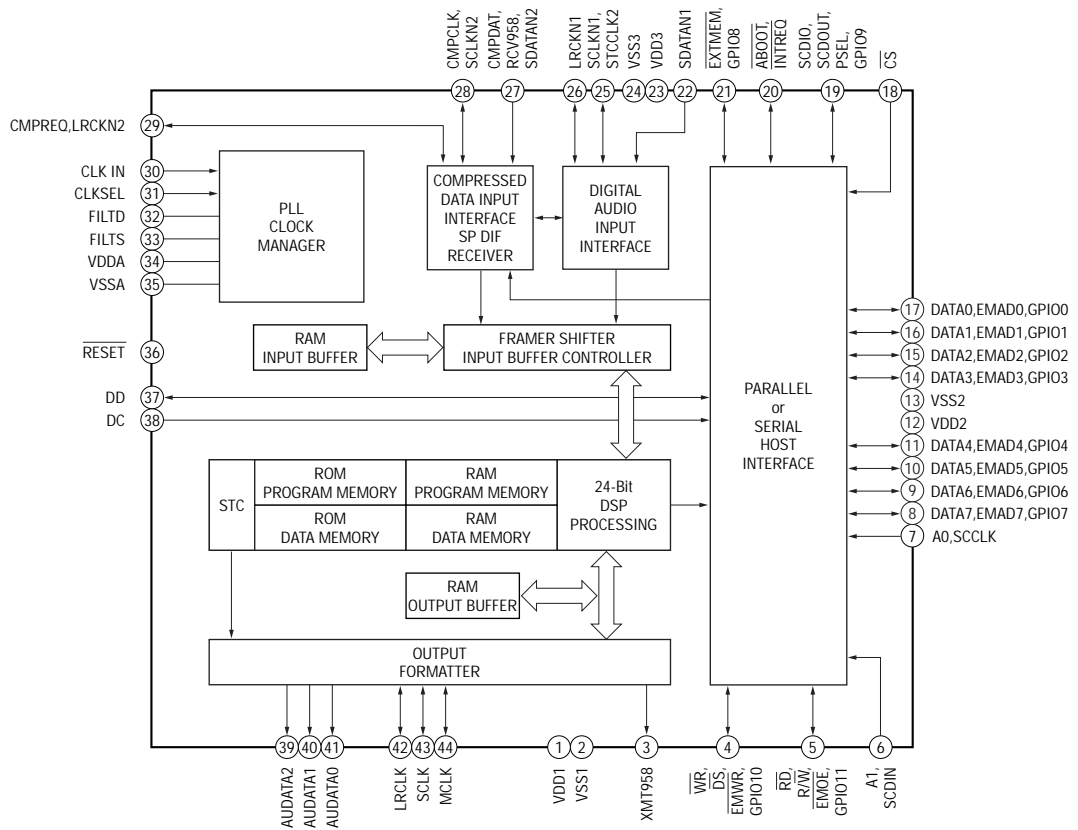 CMPCLK,
SCLKN2
CMPDAT,
RCV958,
SDATAN2
LRCKN1
SCLKN1,
STCCLK2
VSS3
VDD3
SDATAN1
EXTMEM,
GPIO8
ABOOT,
INTREQ
SCDIO,
SCDOUT,
PSEL,
GPIO9
CS
28
27
26
25
24
23
22
21
20
19
18
CMPREQ,LRCKN2
29
CLK IN
30
CLKSEL
31
FILTD
32
FILTS
33
VDDA
34
VSSA
35
RESET
36
DD
37
DC
38
PLL
CLOCK
MANAGER
COMPRESSED
DATA INPUT
INTERFACE
SP DIF
RECEIVER
DIGITAL
AUDIO
INPUT
INTERFACE
RAM
INPUT BUFFER
FRAMER SHIFTER
INPUT BUFFER CONTROLLER
PARALLEL
or
SERIAL
HOST
INTERFACE
STC
ROM
PROGRAM MEMORY
RAM
PROGRAM MEMORY
ROM
DATA MEMORY
RAM
DATA MEMORY
24-Bit
DSP
PROCESSING
RAM
OUTPUT BUFFER
OUTPUT
FORMATTER
17 DATA0,EMAD0,GPIO0
16 DATA1,EMAD1,GPIO1
15 DATA2,EMAD2,GPIO2
14 DATA3,EMAD3,GPIO3
13 VSS2
12 VDD2
11 DATA4,EMAD4,GPIO4
10 DATA5,EMAD5,GPIO5
9 DATA6,EMAD6,GPIO6
8 DATA7,EMAD7,GPIO7
7 A0,SCCLK
39
40
41
42
43
44
1
2
3
4
5
6
AUDATA2
AUDATA1
AUDATA0
LRCLK
SCLK
MCLK
VDD1
VSS1
XMT958
WR,
DS,
EMWR,
GPIO10
RD,
R/W,
EMOE,
GPIO11
A1,
SCDIN